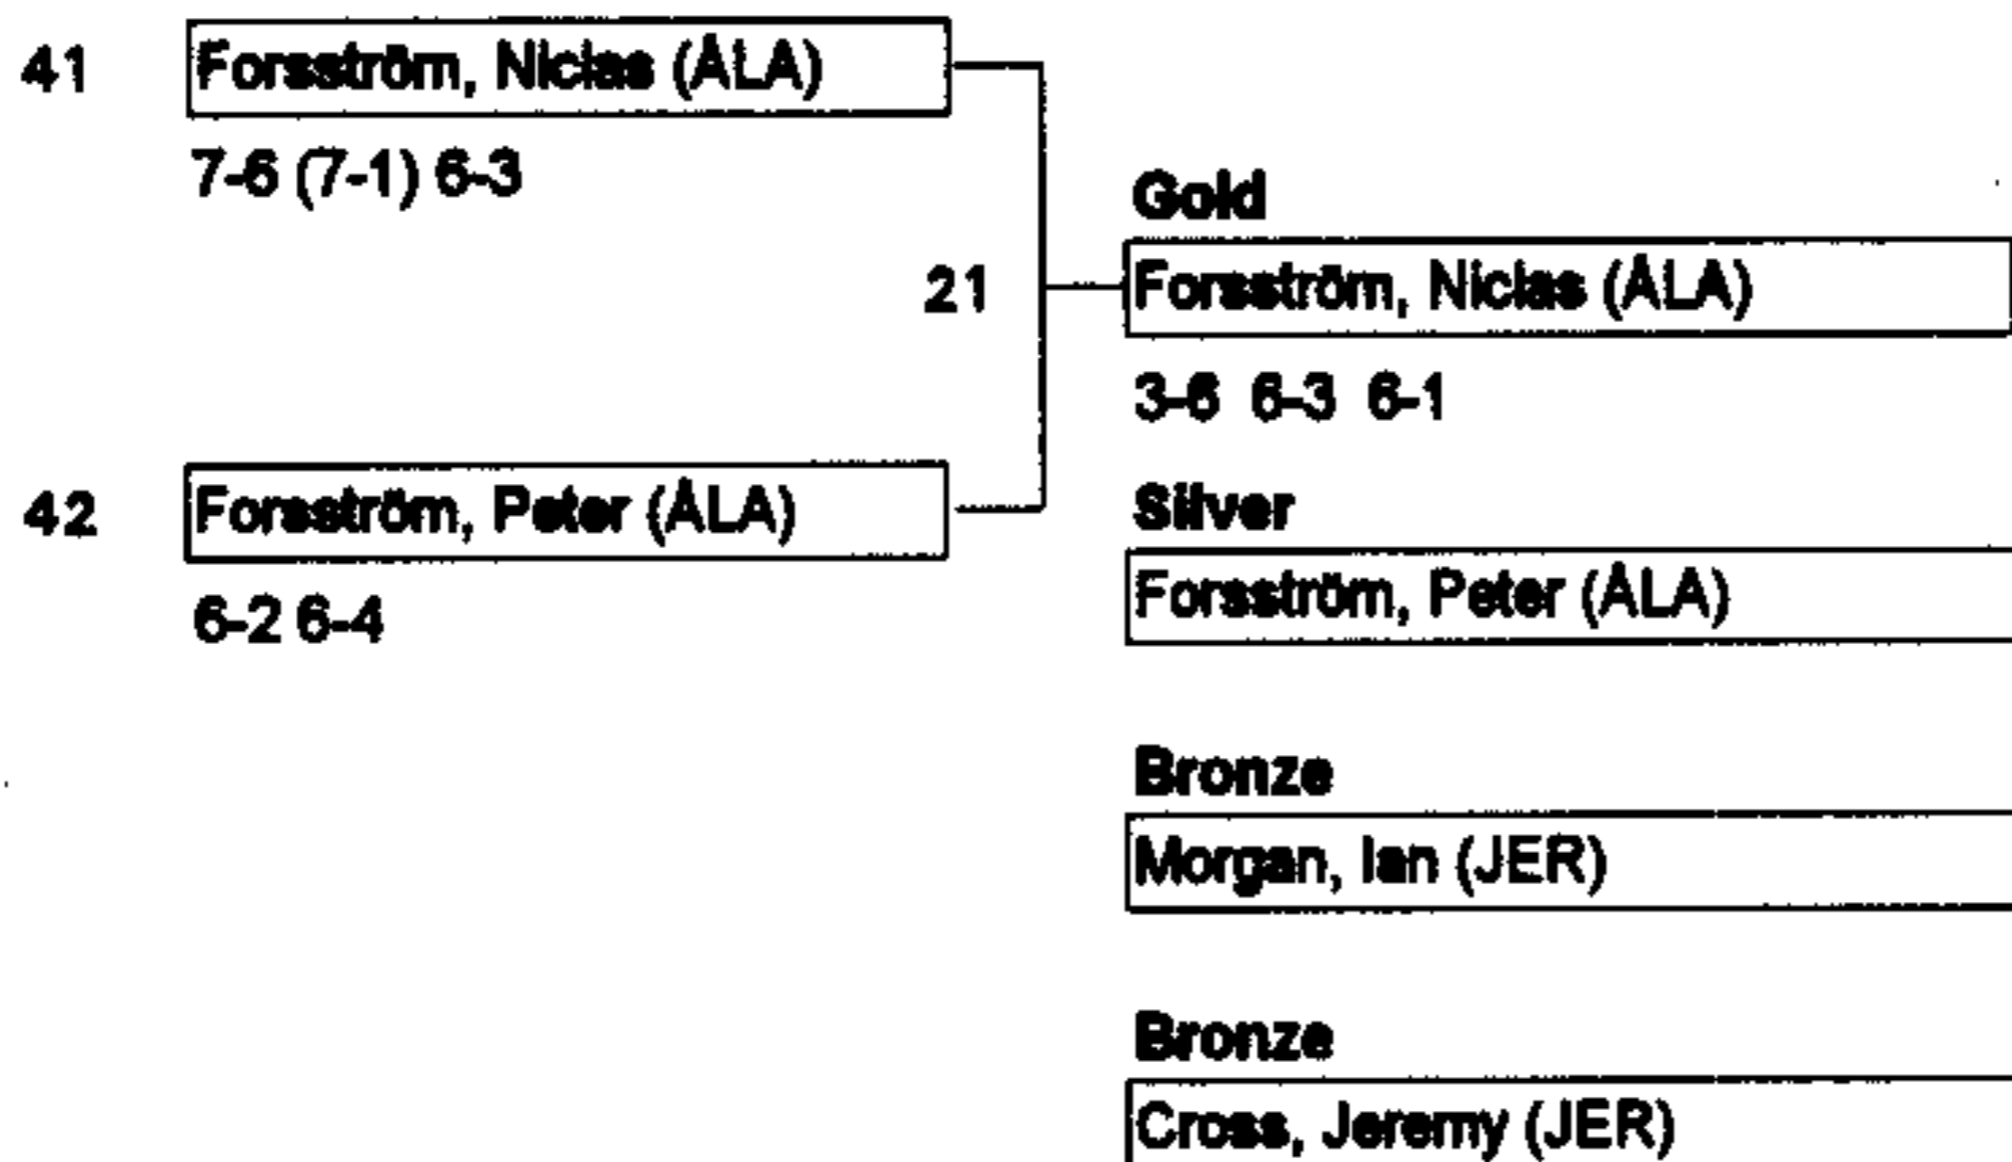 41 Forsström, Niclas (ÅLA)
7-6 (7-1) 6-3
Gold
21 Forsström, Niclas (ÅLA)
3-6 6-3 6-1
42 Forsström, Peter (ÅLA)
6-2 6-4
Silver
Forsström, Peter (ÅLA)
Bronze
Morgan, Ian (JER)
Bronze
Cross, Jeremy (JER)